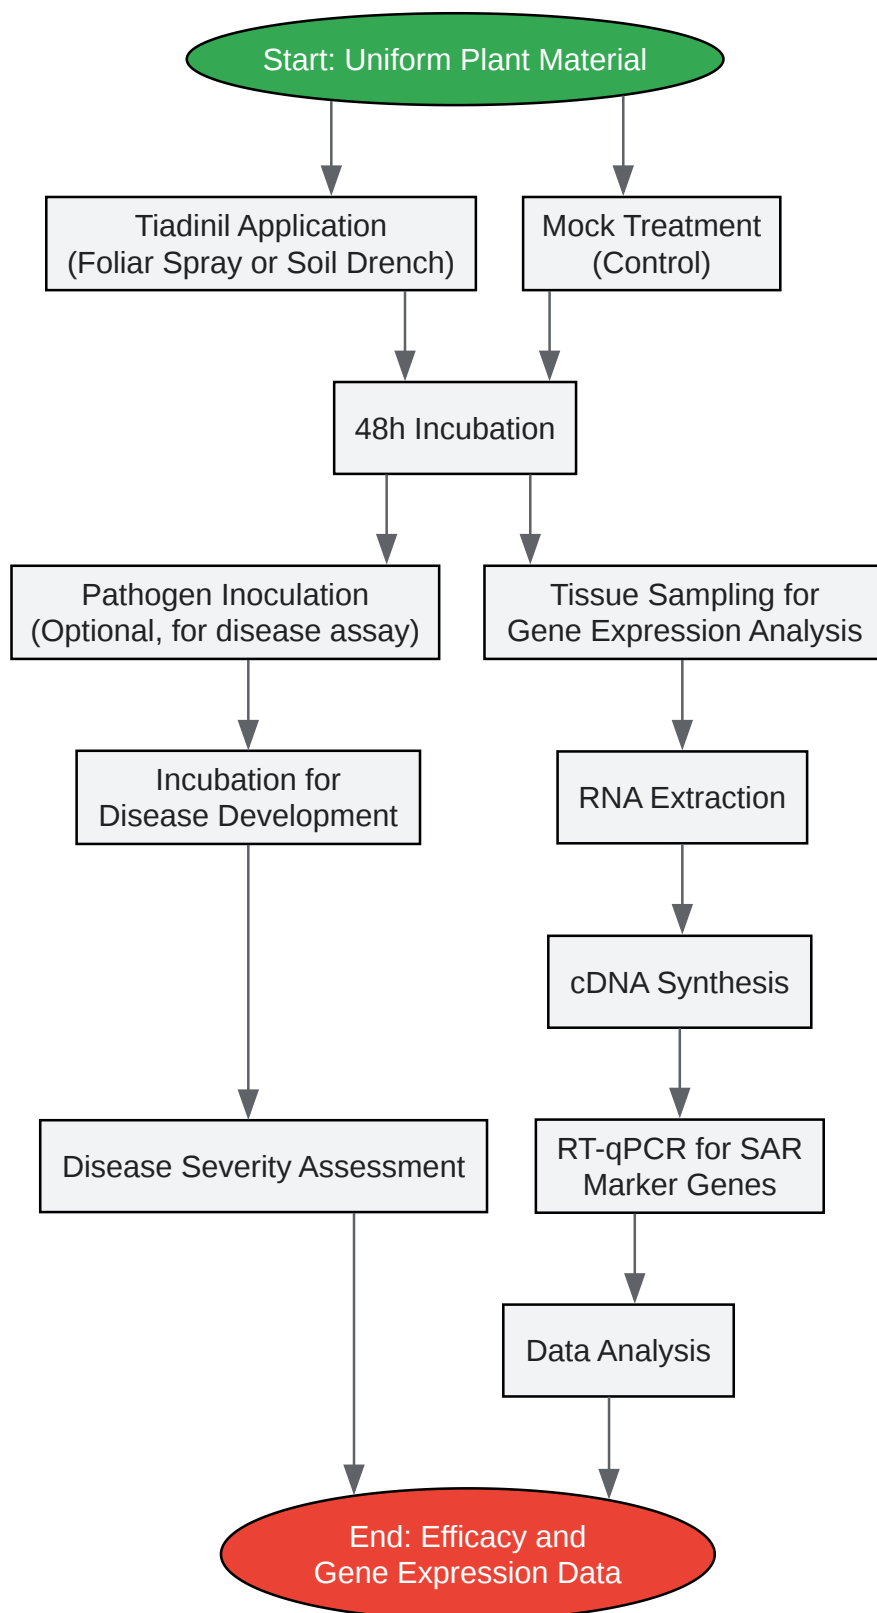 Start: Uniform Plant Material
Tiadinil Application
(Foliar Spray or Soil Drench)
Mock Treatment
(Control)
48h Incubation
Pathogen Inoculation
(Optional, for disease assay)
Tissue Sampling for
Gene Expression Analysis
Incubation for
Disease Development
RNA Extraction
cDNA Synthesis
Disease Severity Assessment
RT-qPCR for SAR
Marker Genes
Data Analysis
End: Efficacy and
Gene Expression Data